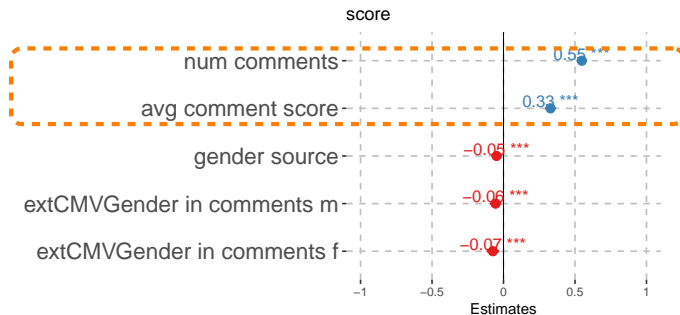 score
num comments
0.55 ***
avg comment score
0.33 ***
gender source
−0.05 ***
extCMVGender in comments m
−0.06 ***
extCMVGender in comments f
−0.07 ***
−1 −0.5 0 0.5 1
Estimates